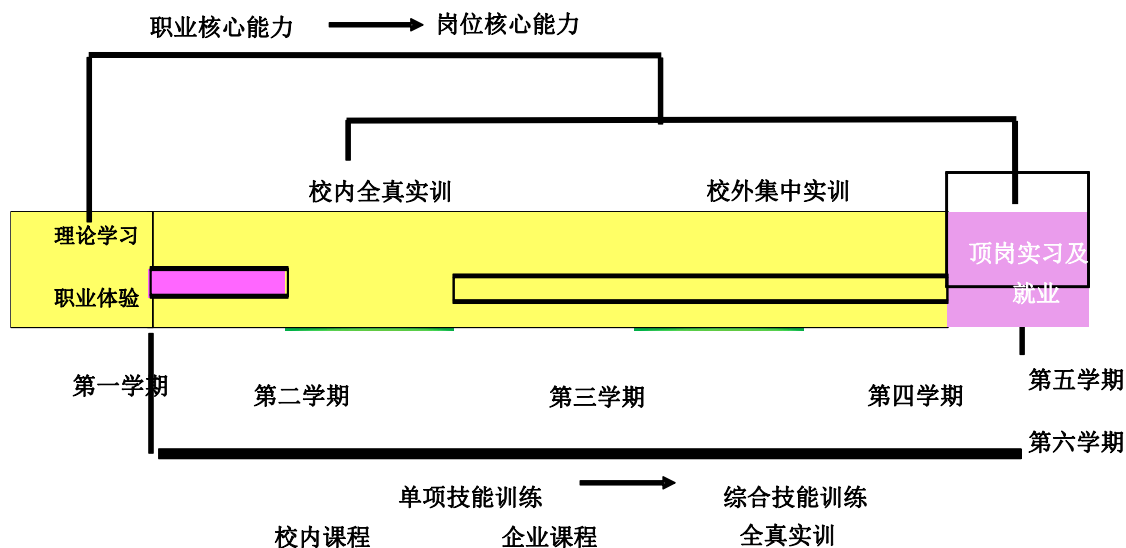 职业核心能力
岗位核心能力
校内全真实训
校外集中实训
理论学习
职业体验
顶岗实习及
就业
第一学期
第二学期
第三学期
第四学期
第五学期
第六学期
单项技能训练
综合技能训练
校内课程
企业课程
全真实训